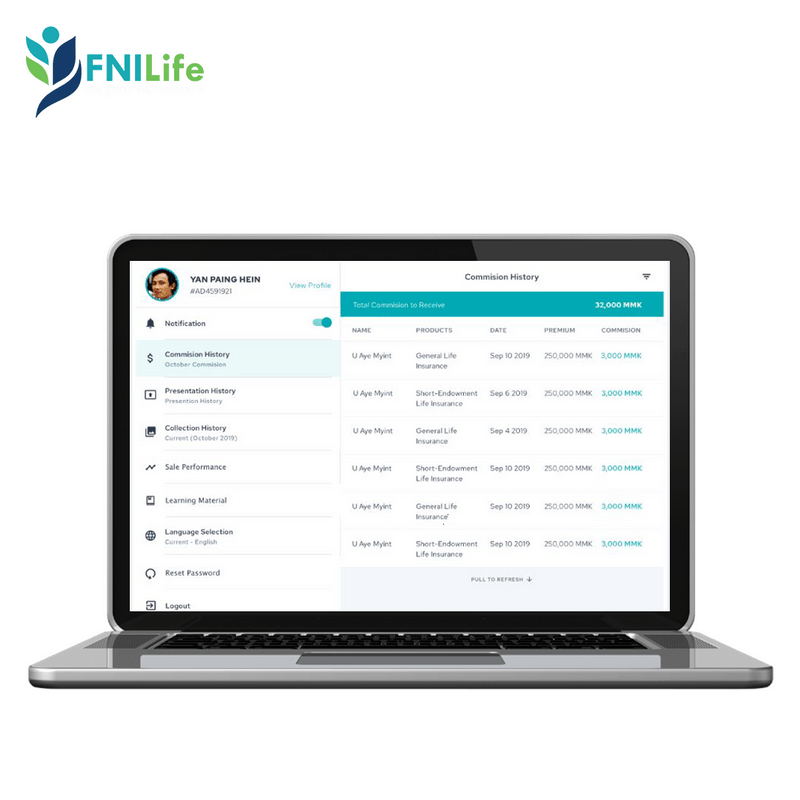 FNILife
YAN PAING HEIN
#AD4591921
View Profile
Notification
Commision History
October Commision
Presentation History
Presention History
Collection History
Current (October 2019)
Sale Performance
Learning Material
Language Selection
Current - English
Reset Password
Logout
Commision History
Total Commision to Receive 32,000 MMK
NAME PRODUCTS DATE PREMIUM COMMISION
U Aye Myint General Life Sep 10 2019 250,000 MMK 3,000 MMK
Insurance
U Aye Myint Short-Endowment Sep 6 2019 250,000 MMK 3,000 MMK
Life Insurance
U Aye Myint General Life Sep 4 2019 250,000 MMK 3,000 MMK
Insurance
U Aye Myint Short-Endowment Sep 10 2019 250,000 MMK 3,000 MMK
Life Insurance
U Aye Myint General Life Sep 10 2019 250,000 MMK 3,000 MMK
Insurance
U Aye Myint Short-Endowment Sep 10 2019 250,000 MMK 3,000 MMK
Life Insurance
PULL TO REFRESH